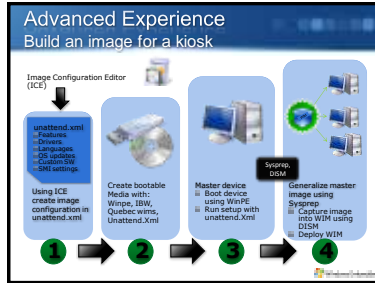 Advanced Experience
Build an image for a kiosk
Image Configuration Editor
(ICE)
unattend.xml
Features
Drivers
Languages
OS updates
Custom SW
SMI settings
Using ICE
create image
configuration in
unattend.xml
Create bootable
Media with:
Winpe, IBW,
Quebec wims,
Unattend.Xml
Master device
Boot device
using WinPE
Run setup with
unattend.Xml
Sysprep,
DISM
Generalize master
image using
Sysprep
Capture image
into WIM using
DISM
Deploy WIM
1
2
3
4